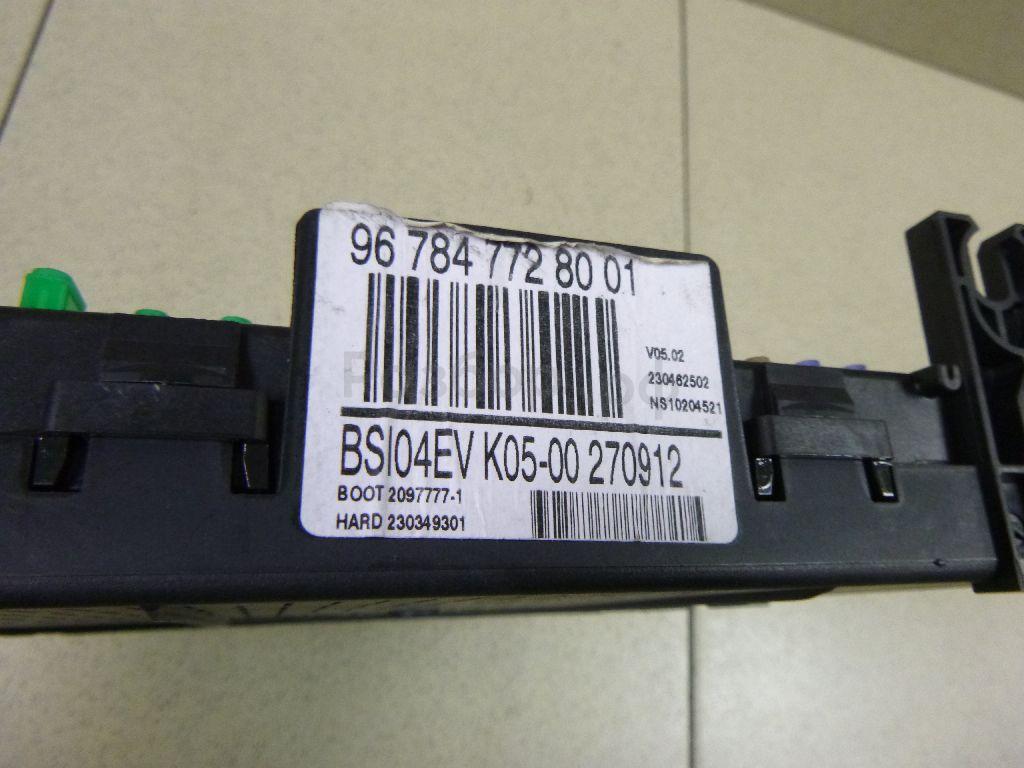 96 784 772 80 01
V05.02
230462502
NS10204521
BSI04EV K05-00 270912
BOOT 2097777-1
HARD 230349301